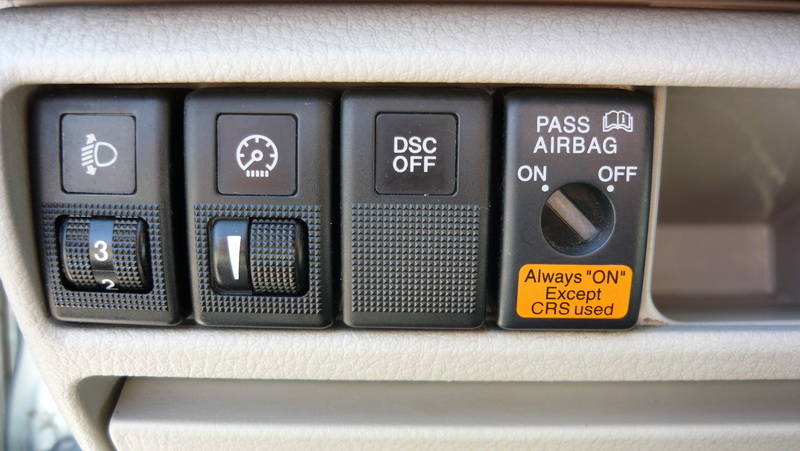 3
2
DSC
OFF
PASS
AIRBAG
ON OFF
Always "ON"
Except
CRS used